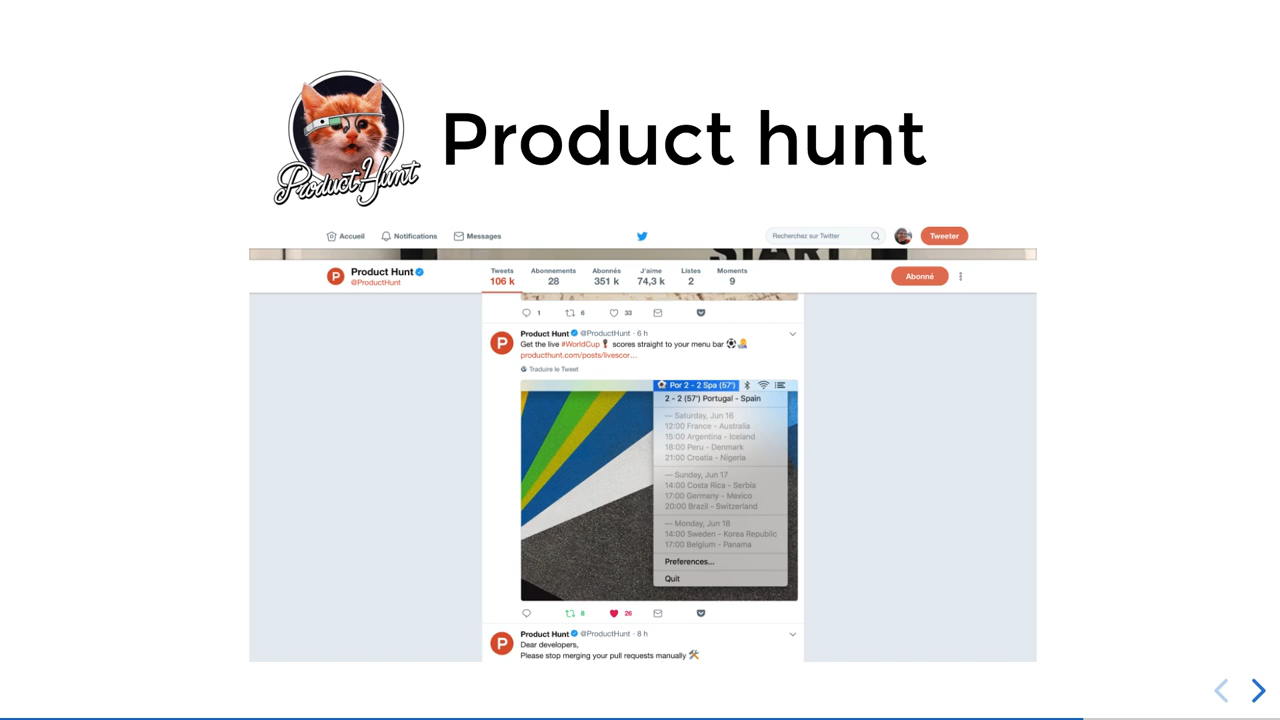 Product Hunt
Product hunt
Accueil
Notifications
Messages
Recherchez sur Twitter
Tweeter
START
P
Product Hunt
@ProductHunt
Tweets Abonnements Abonnés J'aime Listes Moments
106 k 28 351 k 74,3 k 2 9
Abonné
1 6 33
P
Product Hunt @ProductHunt · 6 h
Get the live #WorldCup scores straight to your menu bar
producthunt.com/posts/livescor...
Traduire le Tweet
Por 2 - 2 Spa (57')
2 - 2 (57') Portugal - Spain
— Saturday, Jun 16
12:00 France - Australia
15:00 Argentina - Iceland
18:00 Peru - Denmark
21:00 Croatia - Nigeria
— Sunday, Jun 17
14:00 Costa Rica - Serbia
17:00 Germany - Mexico
20:00 Brazil - Switzerland
— Monday, Jun 18
14:00 Sweden - Korea Republic
17:00 Belgium - Panama
Preferences...
Quit
8 26
P
Product Hunt @ProductHunt · 8 h
Dear developers,
Please stop merging your pull requests manually